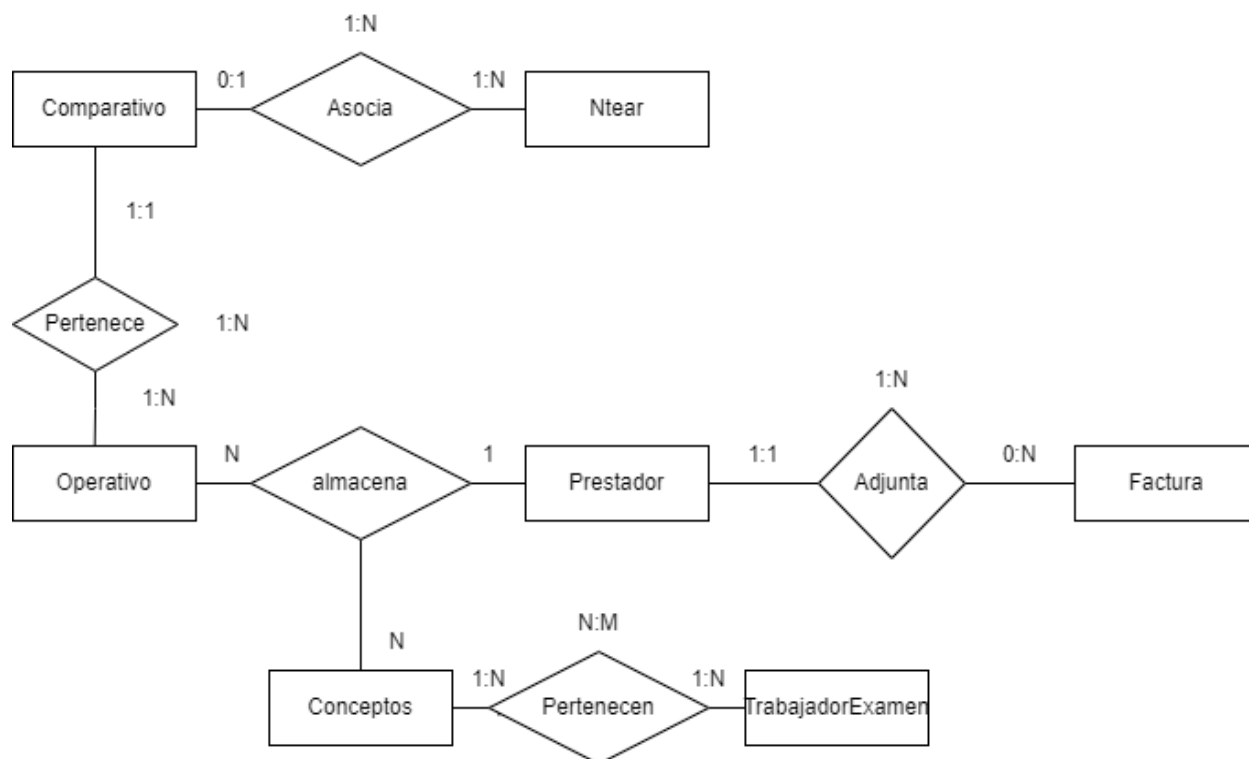 1:N
0:1
1:N
Comparativo
Asocia
Ntear
1:1
Pertenece
1:N
1:N
1:N
N
1
1:1
0:N
Operativo
almacena
Prestador
Adjunta
Factura
N
N:M
1:N
1:N
Conceptos
Pertenecen
TrabajadorExamen